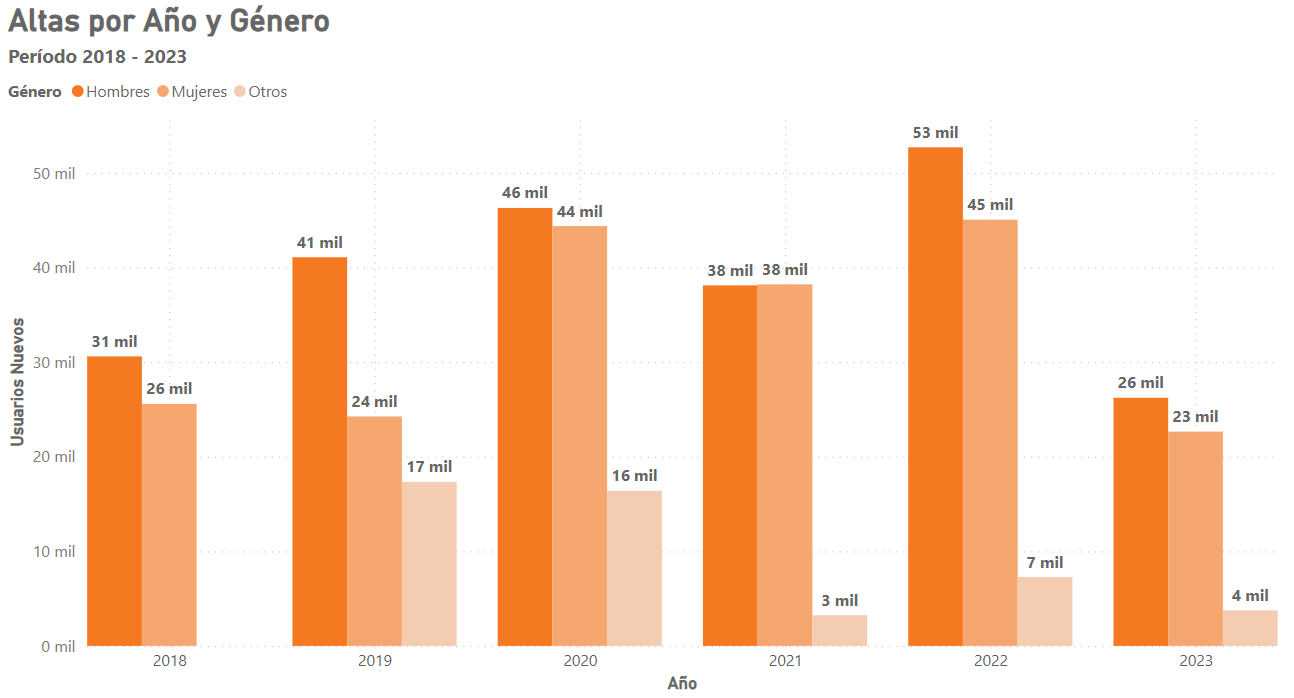 Altas por Año y Género
Período 2018 - 2023
Género Hombres Mujeres Otros
Usuarios Nuevos
50 mil
40 mil
30 mil
20 mil
10 mil
0 mil
31 mil
26 mil
41 mil
24 mil
17 mil
46 mil
44 mil
16 mil
38 mil
38 mil
3 mil
53 mil
45 mil
7 mil
26 mil
23 mil
4 mil
2018 2019 2020 2021 2022 2023
Año